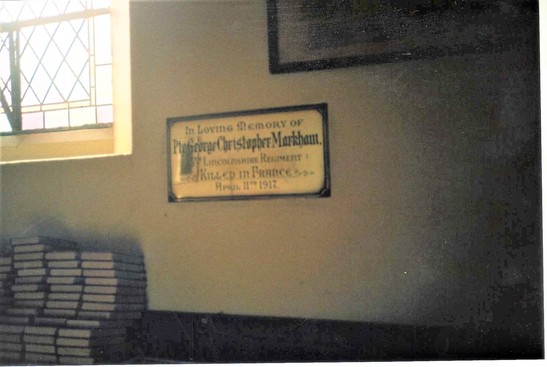 In Loving Memory of
Pte George Christopher Markham.
Lincolnshire Regiment
Killed in France
April 11TH 1917